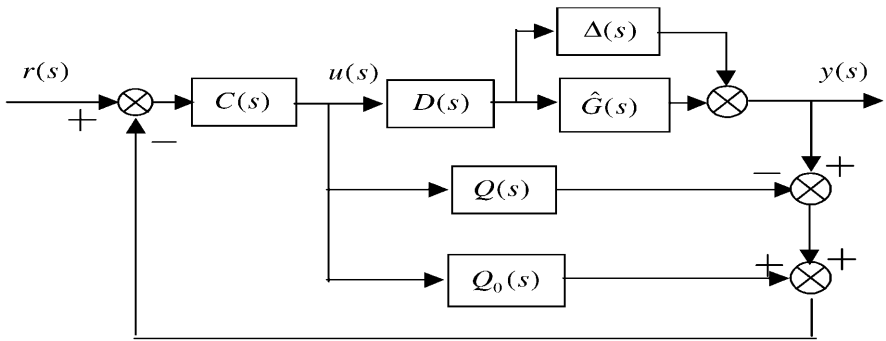 Δ(s)
r(s) u(s) y(s)
C(s) D(s) Ĝ(s)
+
−
− +
Q(s)
+ +
Q₀(s)